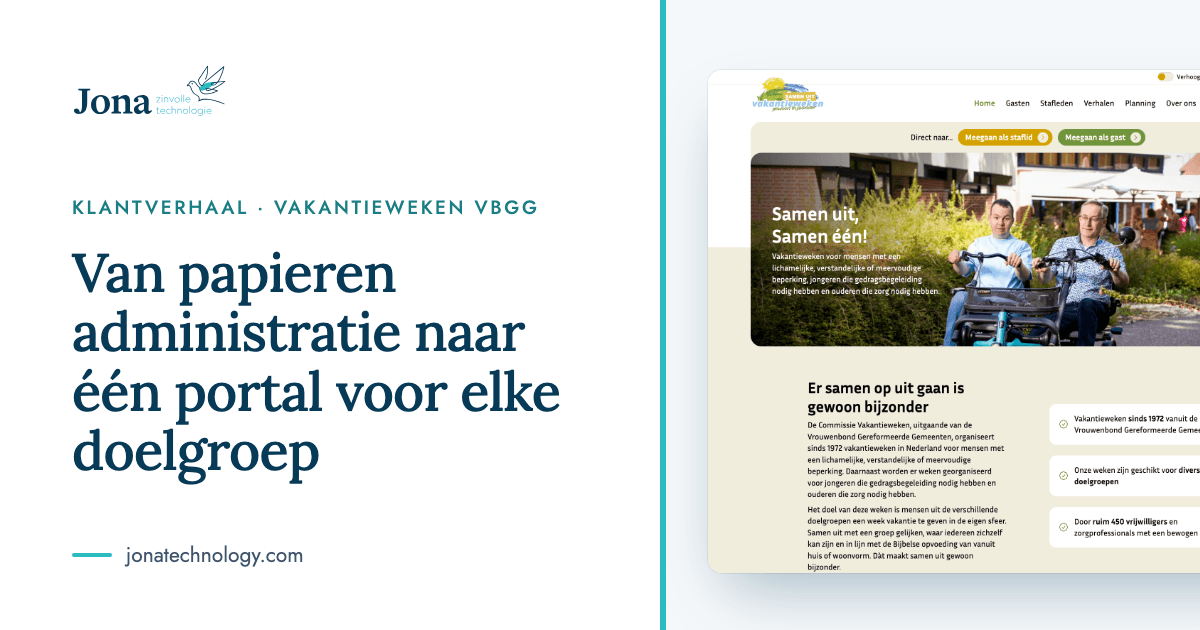 Jona zinvolle
technologie
KLANTVERHAAL · VAKANTIEWEKEN VBGG
Van papieren
administratie naar
één portal voor elke
doelgroep
jonatechnology.com
Verhoog
SAMEN UIT
vakantieweken
gewoon bijzonder
Home Gasten Stafleden Verhalen Planning Over ons
Direct naar... Meegaan als staflid Meegaan als gast
Samen uit,
Samen één!
Vakantieweken voor mensen met een
lichamelijke, verstandelijke of meervoudige
beperking, jongeren die gedragsbegeleiding
nodig hebben en ouderen die zorg nodig hebben.
Er samen op uit gaan is
gewoon bijzonder
De Commissie Vakantieweken, uitgaande van de
Vrouwenbond Gereformeerde Gemeenten, organiseert
sinds 1972 vakantieweken in Nederland voor mensen met
een lichamelijke, verstandelijke of meervoudige
beperking. Daarnaast worden er weken georganiseerd
voor jongeren die gedragsbegeleiding nodig hebben en
ouderen die zorg nodig hebben.
Het doel van deze weken is mensen uit de verschillende
doelgroepen een week vakantie te geven in de eigen sfeer.
Samen uit met een groep gelijken, waar iedereen zichzelf
kan zijn en in lijn met de Bijbelse opvoeding van vanuit
huis of woonvorm. Dàt maakt samen uit gewoon
bijzonder.
Vakantieweken sinds 1972 vanuit de
Vrouwenbond Gereformeerde Gemee
Onze weken zijn geschikt voor divers
doelgroepen
Door ruim 450 vrijwilligers en
zorgprofessionals met een bewogen